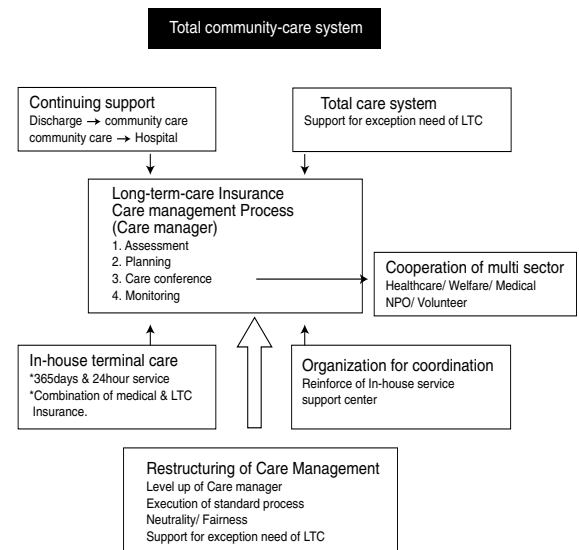 Total community-care system
Continuing support
Discharge → community care
community care → Hospital
Total care system
Support for exception need of LTC
Long-term-care Insurance
Care management Process
(Care manager)
1. Assessment
2. Planning
3. Care conference
4. Monitoring
Cooperation of multi sector
Healthcare/ Welfare/ Medical
NPO/ Volunteer
In-house terminal care
*365days & 24hour service
*Combination of medical & LTC
Insurance.
Organization for coordination
Reinforce of In-house service
support center
Restructuring of Care Management
Level up of Care manager
Execution of standard process
Neutrality/ Fairness
Support for exception need of LTC